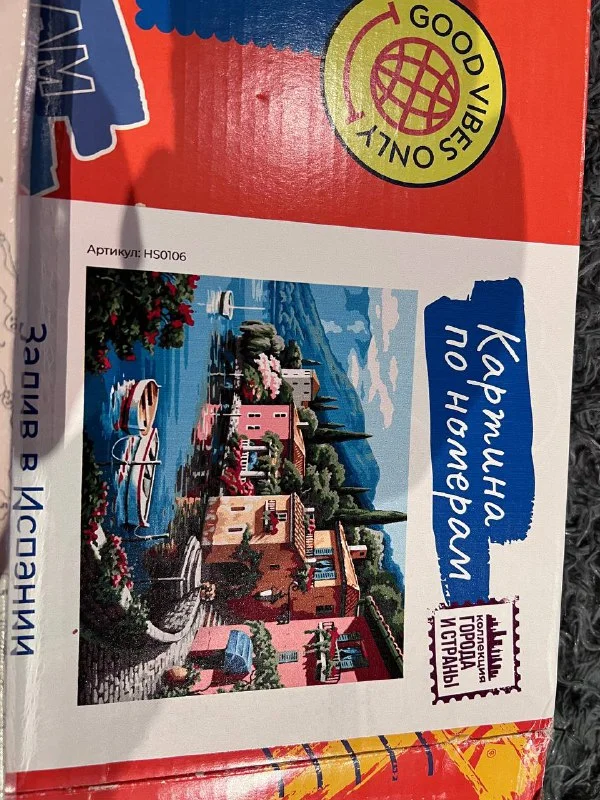 GOOD VIBES ONLY
Картина
по номерам
КОЛЛЕКЦИЯ
ГОРОДА
И СТРАНЫ
Артикул: HS0106
Залив в Испании